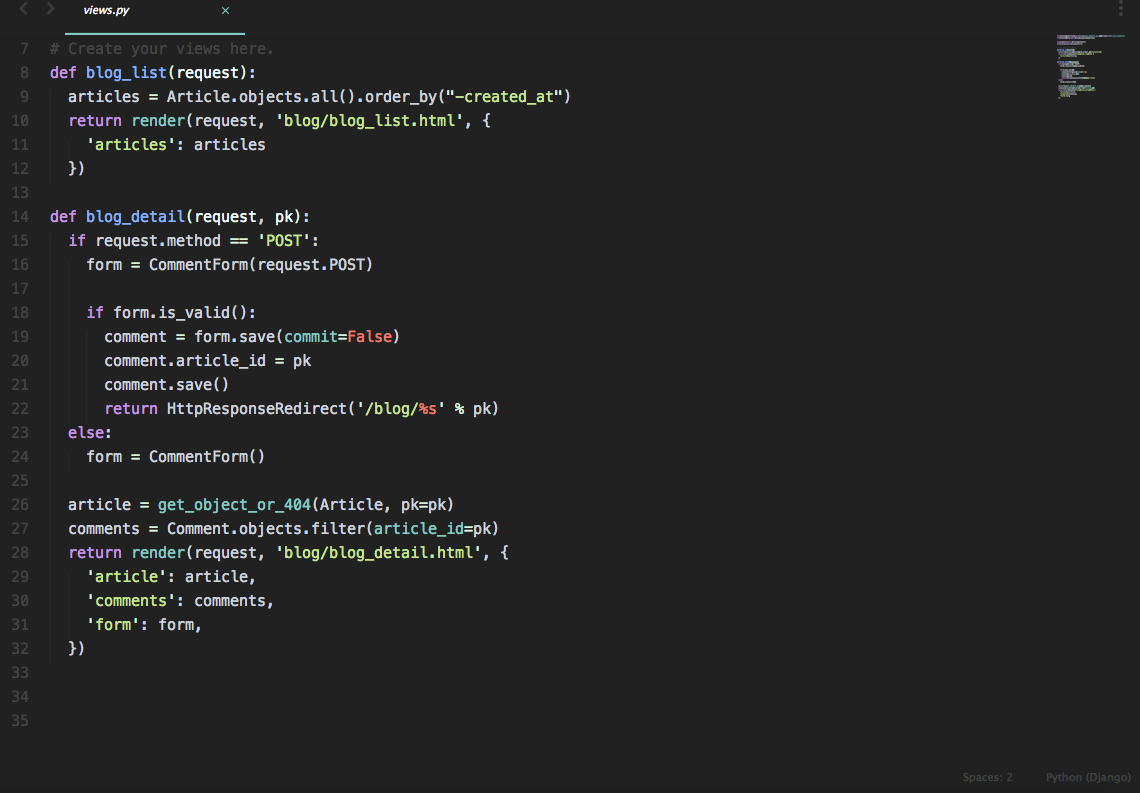 views.py ×
7 # Create your views here.
8 def blog_list(request):
9   articles = Article.objects.all().order_by("-created_at")
10   return render(request, 'blog/blog_list.html', {
11     'articles': articles
12   })
13
14 def blog_detail(request, pk):
15   if request.method == 'POST':
16     form = CommentForm(request.POST)
17
18     if form.is_valid():
19       comment = form.save(commit=False)
20       comment.article_id = pk
21       comment.save()
22       return HttpResponseRedirect('/blog/%s' % pk)
23   else:
24     form = CommentForm()
25
26   article = get_object_or_404(Article, pk=pk)
27   comments = Comment.objects.filter(article_id=pk)
28   return render(request, 'blog/blog_detail.html', {
29     'article': article,
30     'comments': comments,
31     'form': form,
32   })
33
34
35
Spaces: 2 Python (Django)